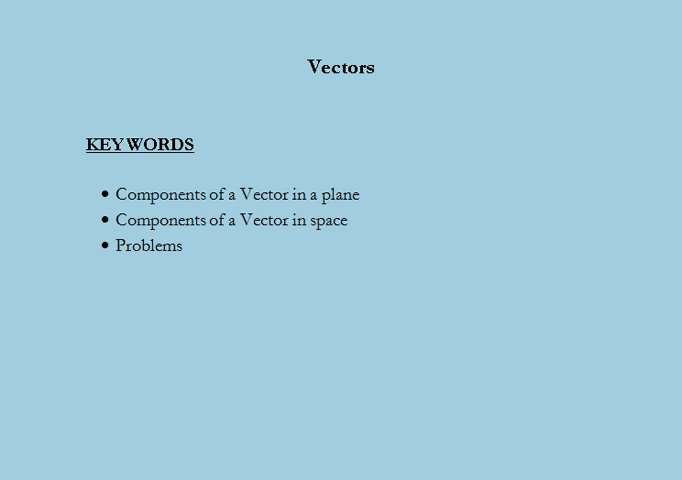 Vectors
KEYWORDS
• Components of a Vector in a plane
• Components of a Vector in space
• Problems